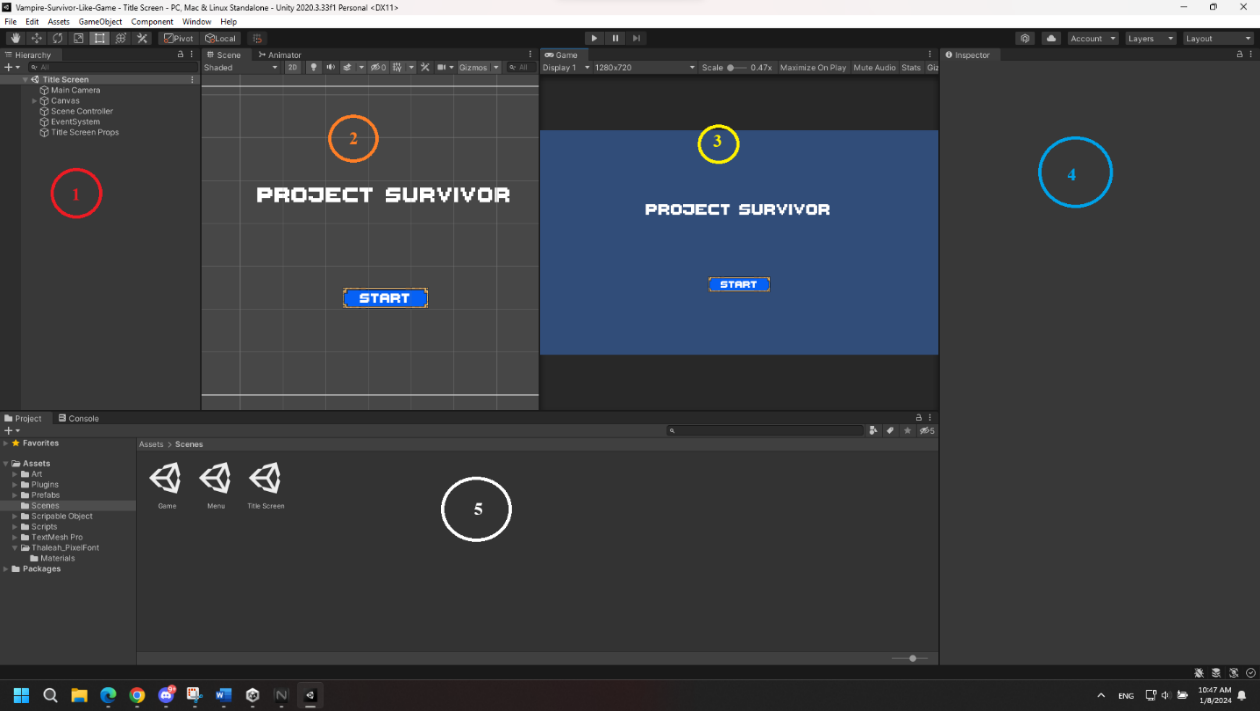 Vampire-Survivor-Like-Game - Title Screen - PC, Mac & Linux Standalone - Unity 2020.3.33f1 Personal <DX11>
File Edit Assets GameObject Component Window Help
Pivot Local Account Layers Layout
Hierarchy
All
Title Screen
Main Camera
Canvas
Scene Controller
EventSystem
Title Screen Props
1
Scene Animator
Shaded 2D 0 Gizmos All
2
PROJECT SURVIVOR
START
Game
Display 1 1280x720 Scale 0.47x Maximize On Play Mute Audio Stats Giz
3
PROJECT SURVIVOR
START
Inspector
4
Project Console
5
Favorites
Assets
Art
Plugins
Prefabs
Scenes
Scripable Object
Scripts
TextMesh Pro
Thaleah_PixelFont
Materials
Packages
Assets > Scenes
Game Menu Title Screen
5
ENG
10:47 AM
1/8/2024